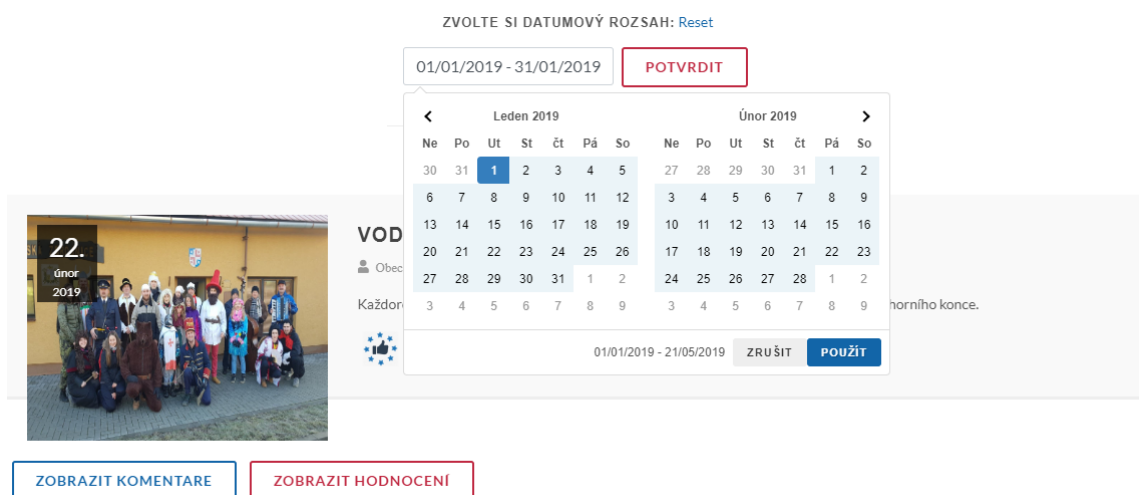 ZVOLTE SI DATUMOVÝ ROZSAH: Reset
01/01/2019 - 31/01/2019 POTVRDIT
Leden 2019 Únor 2019
Ne Po Ut St čt Pá So Ne Po Ut St čt Pá So
30 31 1 2 3 4 5 27 28 29 30 31 1 2
6 7 8 9 10 11 12 3 4 5 6 7 8 9
13 14 15 16 17 18 19 10 11 12 13 14 15 16
20 21 22 23 24 25 26 17 18 19 20 21 22 23
27 28 29 30 31 1 2 24 25 26 27 28 1 2
3 4 5 6 7 8 9 3 4 5 6 7 8 9
01/01/2019 - 21/05/2019 ZRUŠIT POUŽÍT
22.
únor
2019
VOD
Obec
Každor horního konce.
ZOBRAZIT KOMENTARE ZOBRAZIT HODNOCENÍ